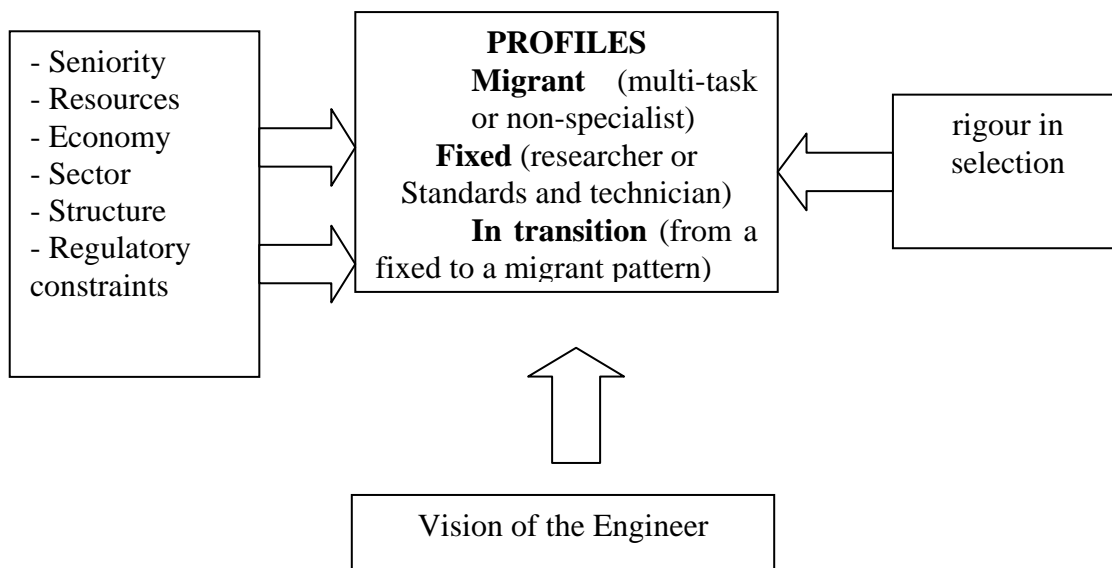 - Seniority
- Resources
- Economy
- Sector
- Structure
- Regulatory
constraints
PROFILES
Migrant (multi-task
or non-specialist)
Fixed (researcher or
Standards and technician)
In transition (from a
fixed to a migrant pattern)
rigour in
selection
Vision of the Engineer